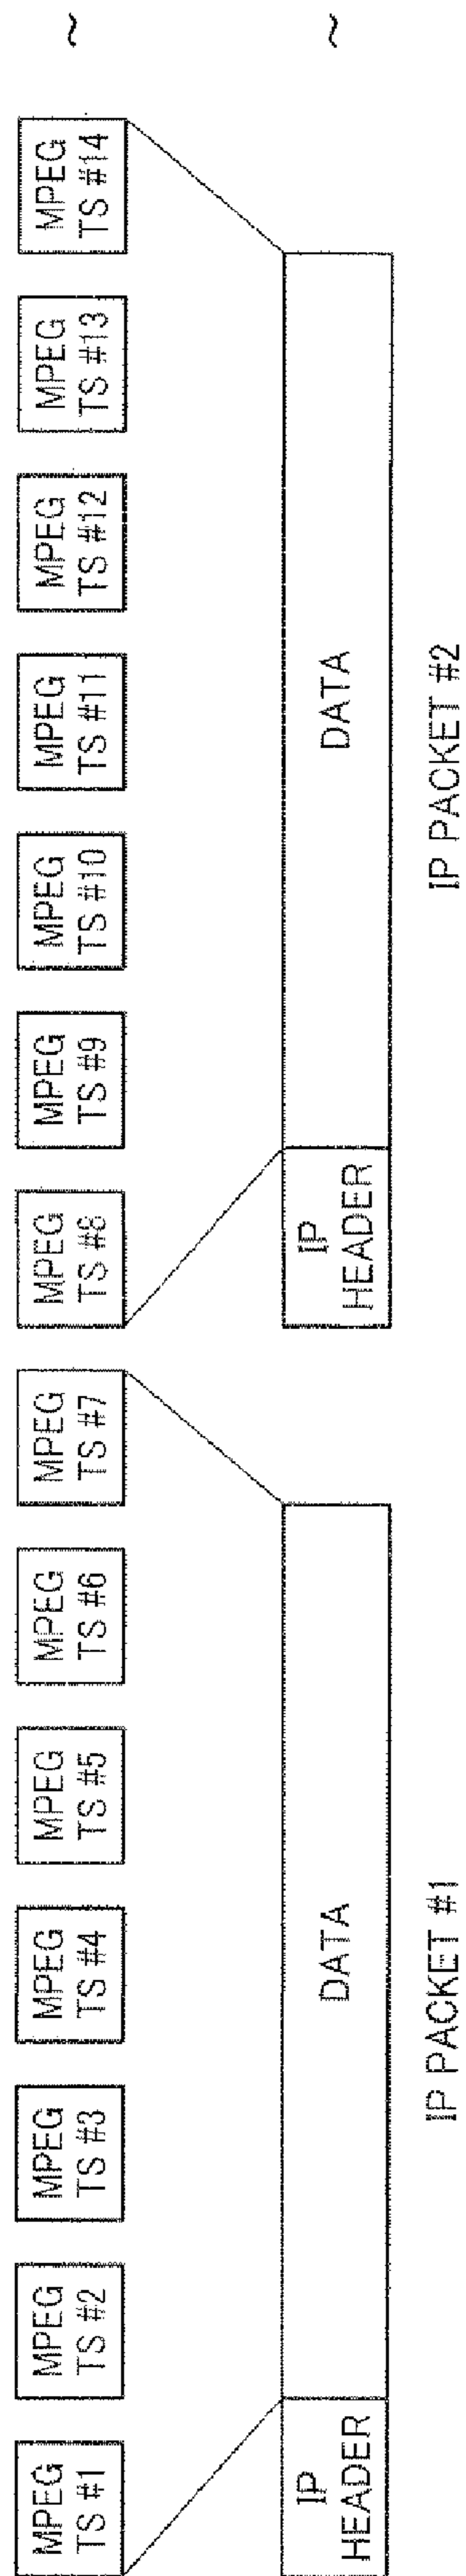 MPEG
TS #1
MPEG
TS #2
MPEG
TS #3
MPEG
TS #4
MPEG
TS #5
MPEG
TS #6
MPEG
TS #7
MPEG
TS #8
MPEG
TS #9
MPEG
TS #10
MPEG
TS #11
MPEG
TS #12
MPEG
TS #13
MPEG
TS #14
~
IP
HEADER
DATA
IP
HEADER
DATA
~
IP PACKET #1
IP PACKET #2